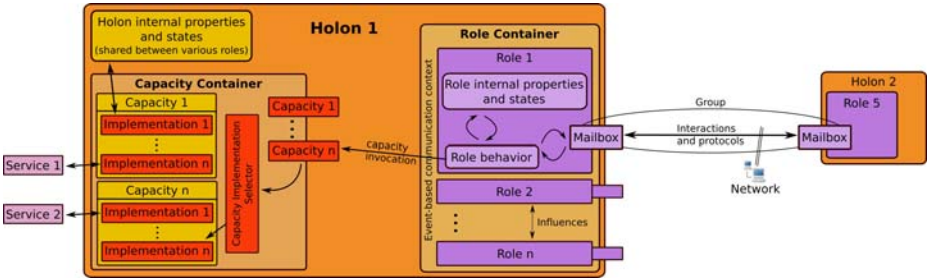 Holon internal properties
and states
(shared between various roles)
Holon 1
Role Container
Event-based communication context
Role 1
Role internal properties
and states
Role behavior
Mailbox
Role 2
Influences
Role n
Capacity Container
Capacity 1
Implementation 1
Implementation n
Capacity n
Implementation 1
Implementation n
Capacity Implementation
Selector
Capacity 1
Capacity n
capacity
invocation
Service 1
Service 2
Group
Interactions
and protocols
Network
Holon 2
Role 5
Mailbox